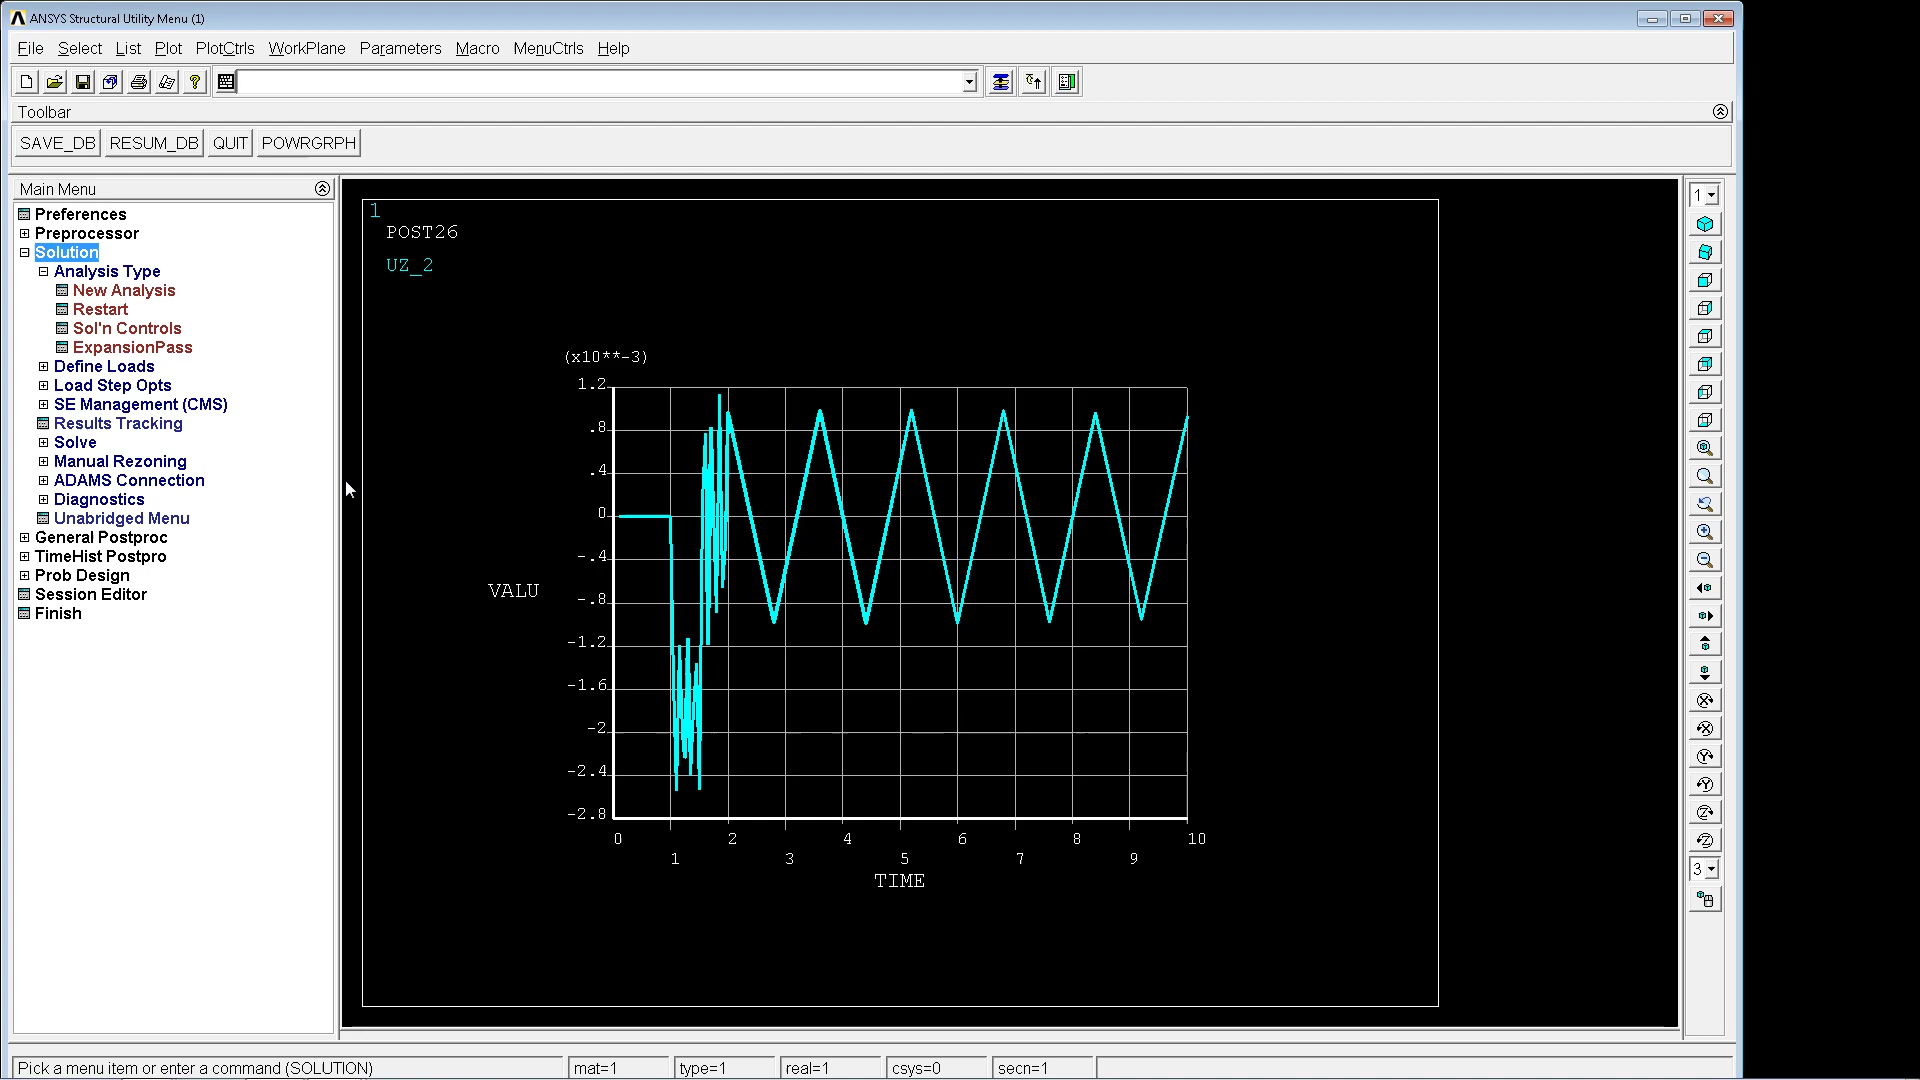 ANSYS Structural Utility Menu (1)
File Select List Plot PlotCtrls WorkPlane Parameters Macro MenuCtrls Help
Toolbar
SAVE_DB RESUM_DB QUIT POWRGRPH
Main Menu
Preferences
Preprocessor
Solution
Analysis Type
New Analysis
Restart
Sol'n Controls
ExpansionPass
Define Loads
Load Step Opts
SE Management (CMS)
Results Tracking
Solve
Manual Rezoning
ADAMS Connection
Diagnostics
Unabridged Menu
General Postproc
TimeHist Postpro
Prob Design
Session Editor
Finish
1
POST26
UZ_2
(x10**-3)
1.2
.8
.4
0
-.4
-.8
-1.2
-1.6
-2
-2.4
-2.8
VALU
0 2 4 6 8 10
1 3 5 7 9
TIME
1
3
Pick a menu item or enter a command (SOLUTION) mat=1 type=1 real=1 csys=0 secn=1